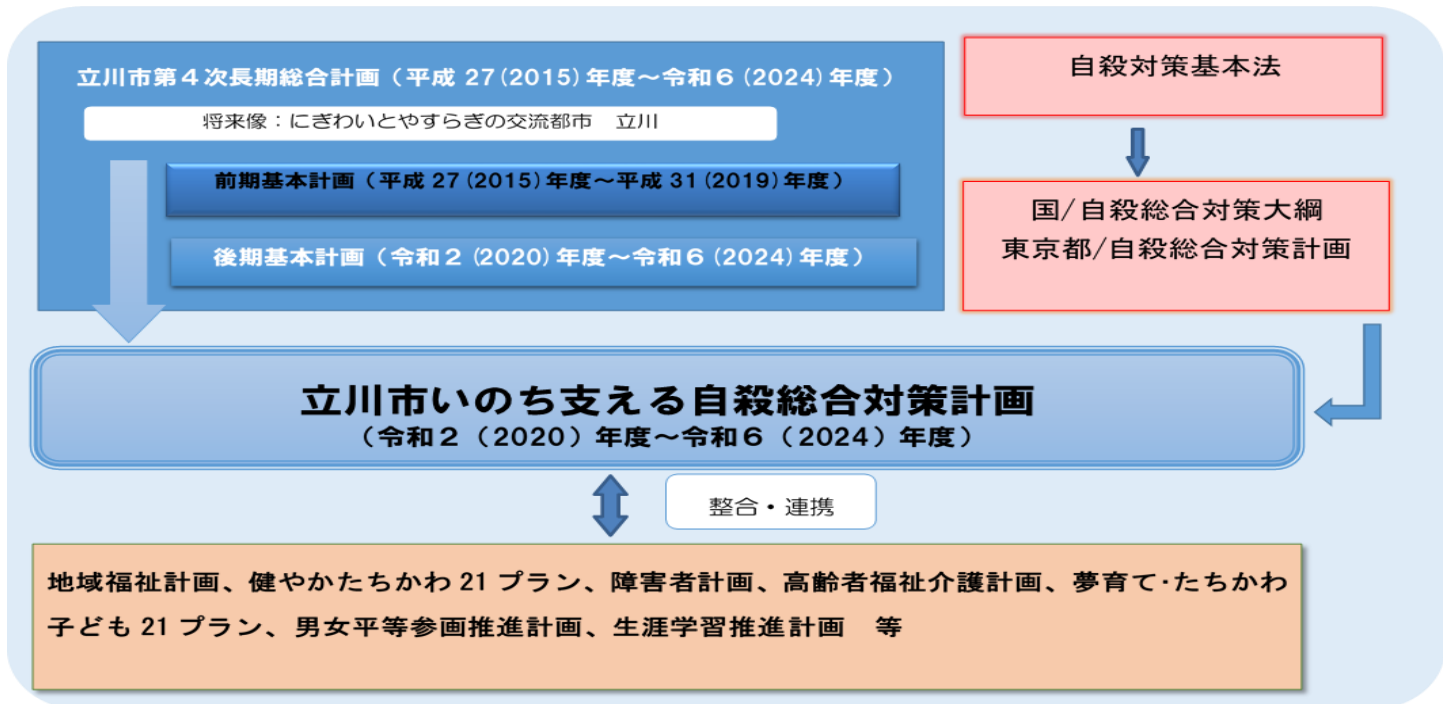 立川市第４次長期総合計画（平成 27(2015)年度～令和６(2024)年度）
将来像：にぎわいとやすらぎの交流都市　立川
前期基本計画（平成 27(2015)年度～平成 31(2019)年度）
後期基本計画（令和２(2020)年度～令和６(2024)年度）
自殺対策基本法
国/自殺総合対策大綱
東京都/自殺総合対策計画
立川市いのち支える自殺総合対策計画
（令和２（2020）年度～令和６（2024）年度）
整合・連携
地域福祉計画、健やかたちかわ 21 プラン、障害者計画、高齢者福祉介護計画、夢育て・たちかわ
子ども 21 プラン、男女平等参画推進計画、生涯学習推進計画　等